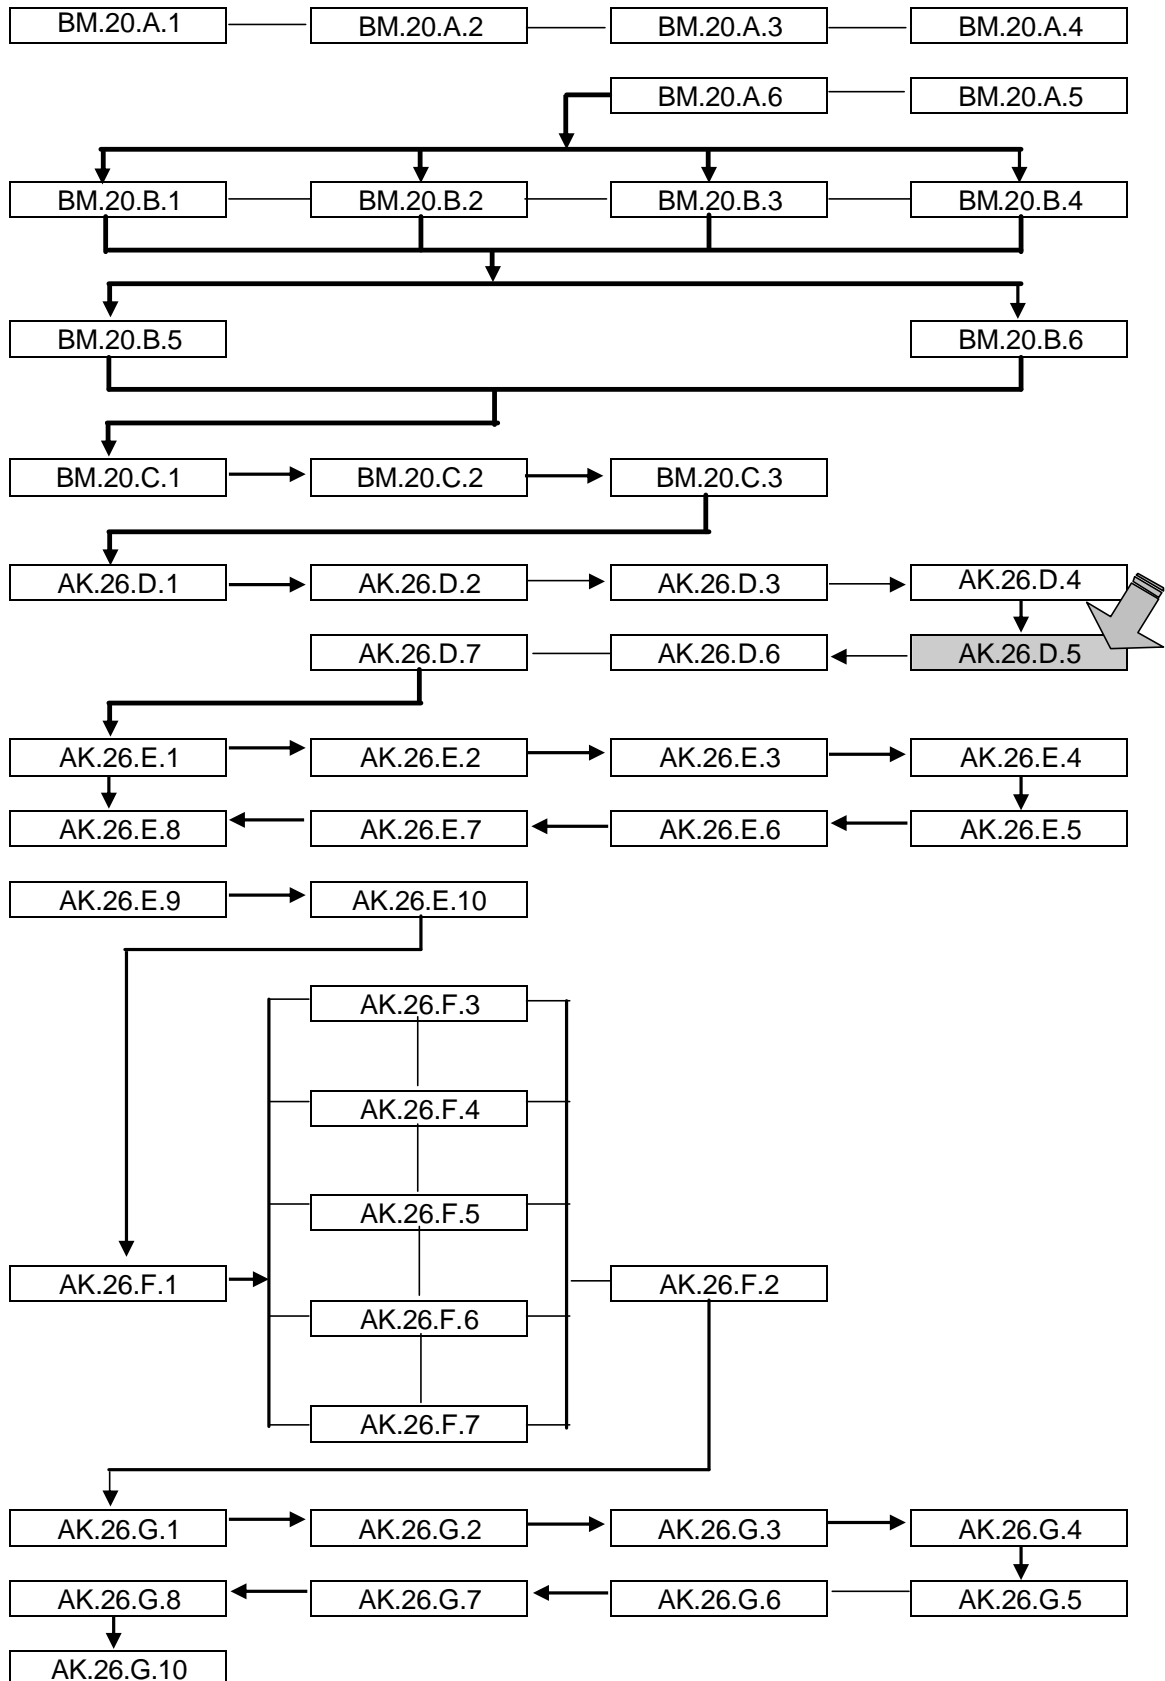 BM.20.A.1 BM.20.A.2 BM.20.A.3 BM.20.A.4
BM.20.A.6 BM.20.A.5
BM.20.B.1 BM.20.B.2 BM.20.B.3 BM.20.B.4
BM.20.B.5 BM.20.B.6
BM.20.C.1 BM.20.C.2 BM.20.C.3
AK.26.D.1 AK.26.D.2 AK.26.D.3 AK.26.D.4
AK.26.D.7 AK.26.D.6 AK.26.D.5
AK.26.E.1 AK.26.E.2 AK.26.E.3 AK.26.E.4
AK.26.E.8 AK.26.E.7 AK.26.E.6 AK.26.E.5
AK.26.E.9 AK.26.E.10
AK.26.F.3
AK.26.F.4
AK.26.F.5
AK.26.F.1 AK.26.F.2
AK.26.F.6
AK.26.F.7
AK.26.G.1 AK.26.G.2 AK.26.G.3 AK.26.G.4
AK.26.G.8 AK.26.G.7 AK.26.G.6 AK.26.G.5
AK.26.G.10